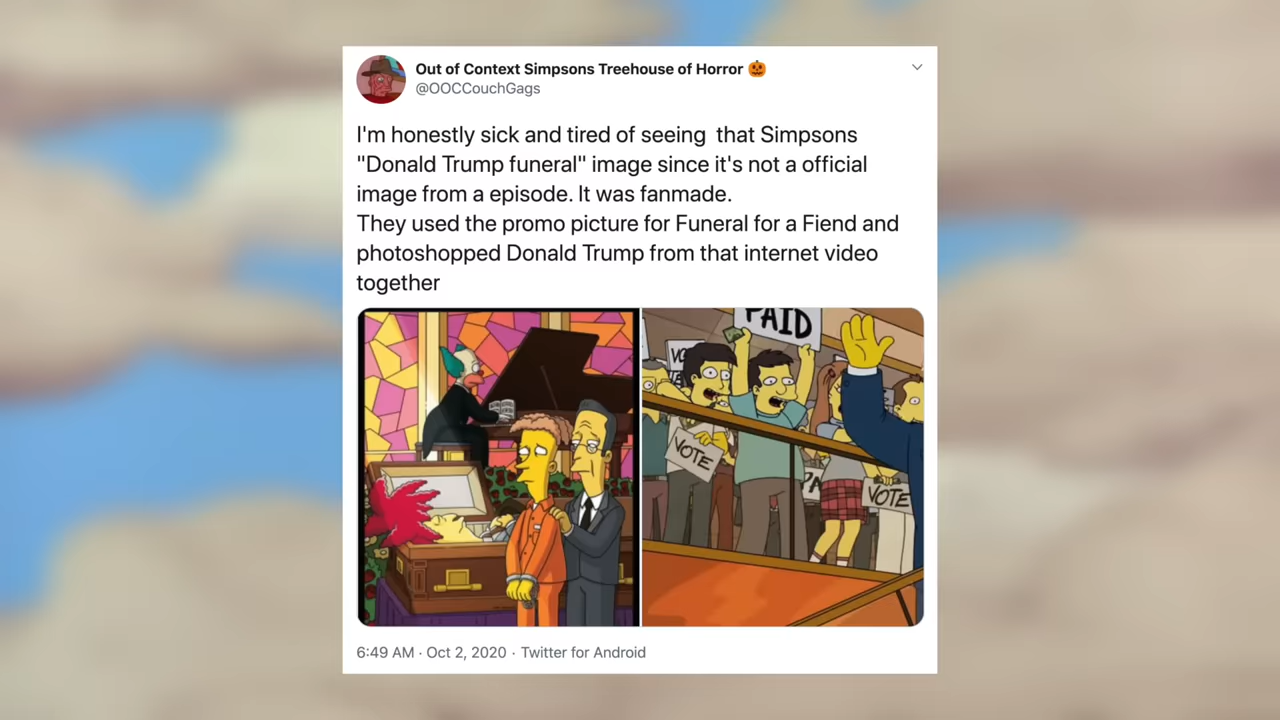 Out of Context Simpsons Treehouse of Horror 🎃
@OOCCouchGags
I'm honestly sick and tired of seeing  that Simpsons
"Donald Trump funeral" image since it's not a official
image from a episode. It was fanmade.
They used the promo picture for Funeral for a Fiend and
photoshopped Donald Trump from that internet video
together
PAID
VOTE
VOTE
6:49 AM · Oct 2, 2020 · Twitter for Android